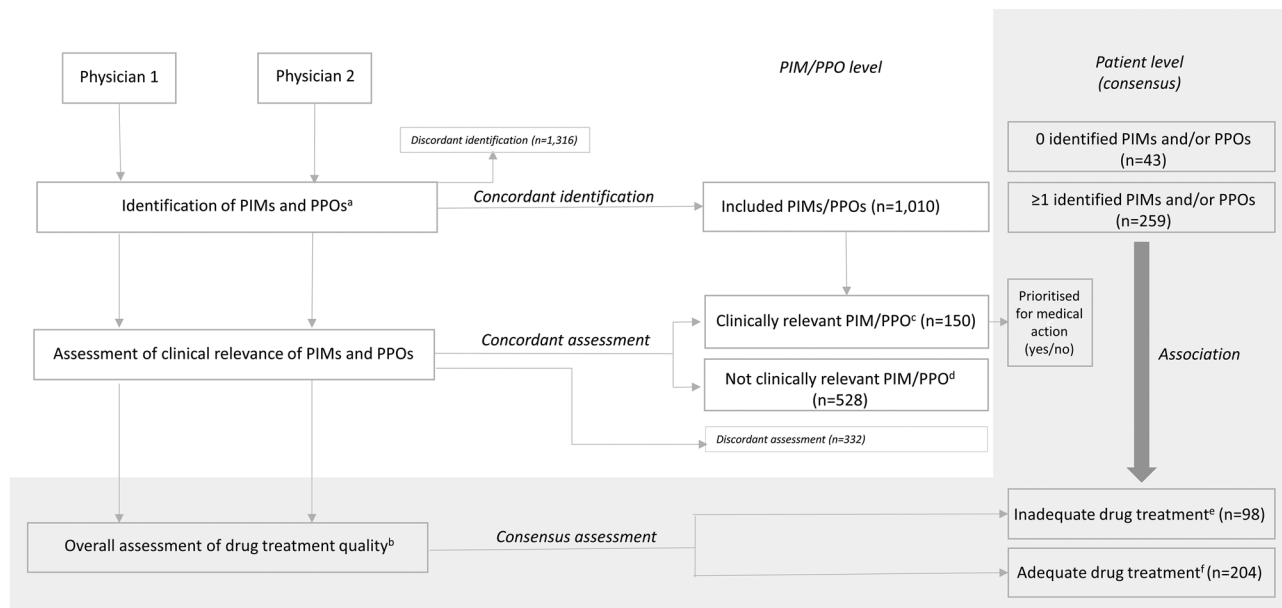 Physician 1
Physician 2
PIM/PPO level
Patient level
(consensus)
Discordant identification (n=1,316)
0 identified PIMs and/or PPOs
(n=43)
Identification of PIMs and PPOsᵃ
Concordant identification
Included PIMs/PPOs (n=1,010)
≥1 identified PIMs and/or PPOs
(n=259)
Assessment of clinical relevance of PIMs and PPOs
Concordant assessment
Clinically relevant PIM/PPOᶜ (n=150)
Prioritised
for medical
action
(yes/no)
Association
Not clinically relevant PIM/PPOᵈ
(n=528)
Discordant assessment (n=332)
Overall assessment of drug treatment qualityᵇ
Consensus assessment
Inadequate drug treatmentᵉ (n=98)
Adequate drug treatmentᶠ (n=204)